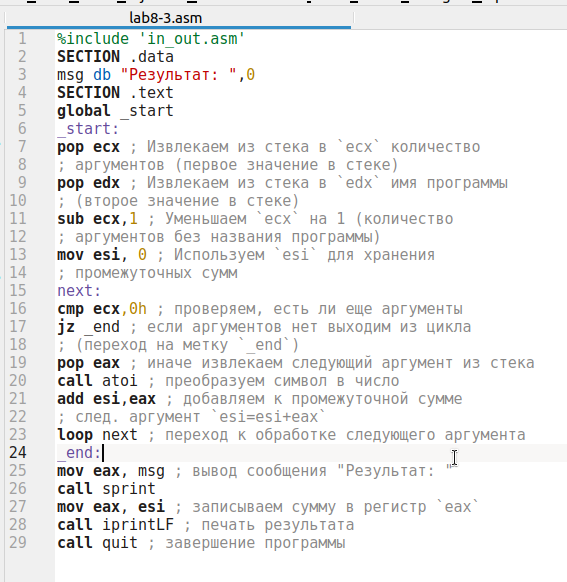 lab8-3.asm
1 %include 'in_out.asm'
2 SECTION .data
3 msg db "Результат: ",0
4 SECTION .text
5 global _start
6 _start:
7 pop ecx ; Извлекаем из стека в `ecx` количество
8 ; аргументов (первое значение в стеке)
9 pop edx ; Извлекаем из стека в `edx` имя программы
10 ; (второе значение в стеке)
11 sub ecx,1 ; Уменьшаем `ecx` на 1 (количество
12 ; аргументов без названия программы)
13 mov esi, 0 ; Используем `esi` для хранения
14 ; промежуточных сумм
15 next:
16 cmp ecx,0h ; проверяем, есть ли еще аргументы
17 jz _end ; если аргументов нет выходим из цикла
18 ; (переход на метку `_end`)
19 pop eax ; иначе извлекаем следующий аргумент из стека
20 call atoi ; преобразуем символ в число
21 add esi,eax ; добавляем к промежуточной сумме
22 ; след. аргумент `esi=esi+eax`
23 loop next ; переход к обработке следующего аргумента
24 _end:
25 mov eax, msg ; вывод сообщения "Результат: "
26 call sprint
27 mov eax, esi ; записываем сумму в регистр `eax`
28 call iprintLF ; печать результата
29 call quit ; завершение программы